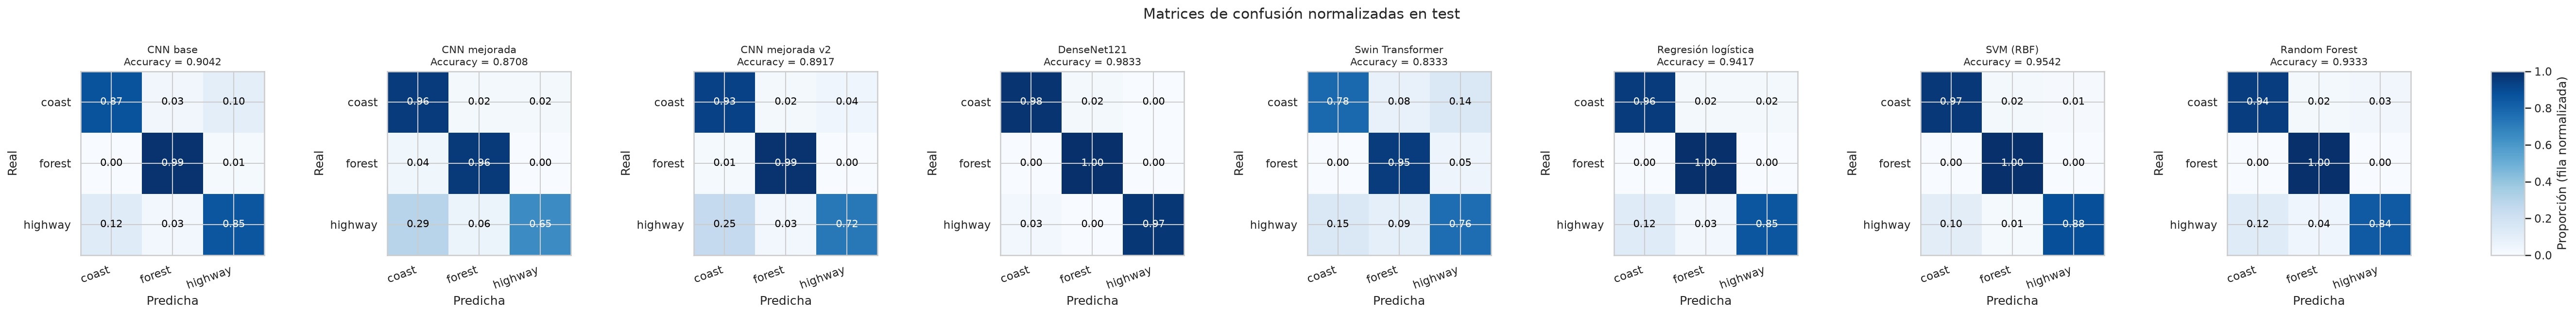 Matrices de confusión normalizadas en test
CNN base
Accuracy = 0.9042
coast
forest
highway
Real
0.87 0.03 0.10
0.00 0.99 0.01
0.12 0.03 0.85
coast forest highway
Predicha
CNN mejorada
Accuracy = 0.8708
coast
forest
highway
Real
0.96 0.02 0.02
0.04 0.96 0.00
0.29 0.06 0.65
coast forest highway
Predicha
CNN mejorada v2
Accuracy = 0.8917
coast
forest
highway
Real
0.93 0.02 0.04
0.01 0.99 0.00
0.25 0.03 0.72
coast forest highway
Predicha
DenseNet121
Accuracy = 0.9833
coast
forest
highway
Real
0.98 0.02 0.00
0.00 1.00 0.00
0.03 0.00 0.97
coast forest highway
Predicha
Swin Transformer
Accuracy = 0.8333
coast
forest
highway
Real
0.78 0.08 0.14
0.00 0.95 0.05
0.15 0.09 0.76
coast forest highway
Predicha
Regresión logística
Accuracy = 0.9417
coast
forest
highway
Real
0.96 0.02 0.02
0.00 1.00 0.00
0.12 0.03 0.85
coast forest highway
Predicha
SVM (RBF)
Accuracy = 0.9542
coast
forest
highway
Real
0.97 0.02 0.01
0.00 1.00 0.00
0.10 0.01 0.88
coast forest highway
Predicha
Random Forest
Accuracy = 0.9333
coast
forest
highway
Real
0.94 0.02 0.03
0.00 1.00 0.00
0.12 0.04 0.84
coast forest highway
Predicha
1.0
0.8
0.6
0.4
0.2
0.0
Proporción (fila normalizada)